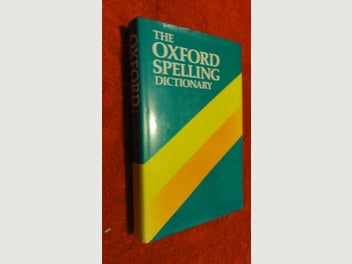 THE
OXFORD
SPELLING
DICTIONARY
OXFORD